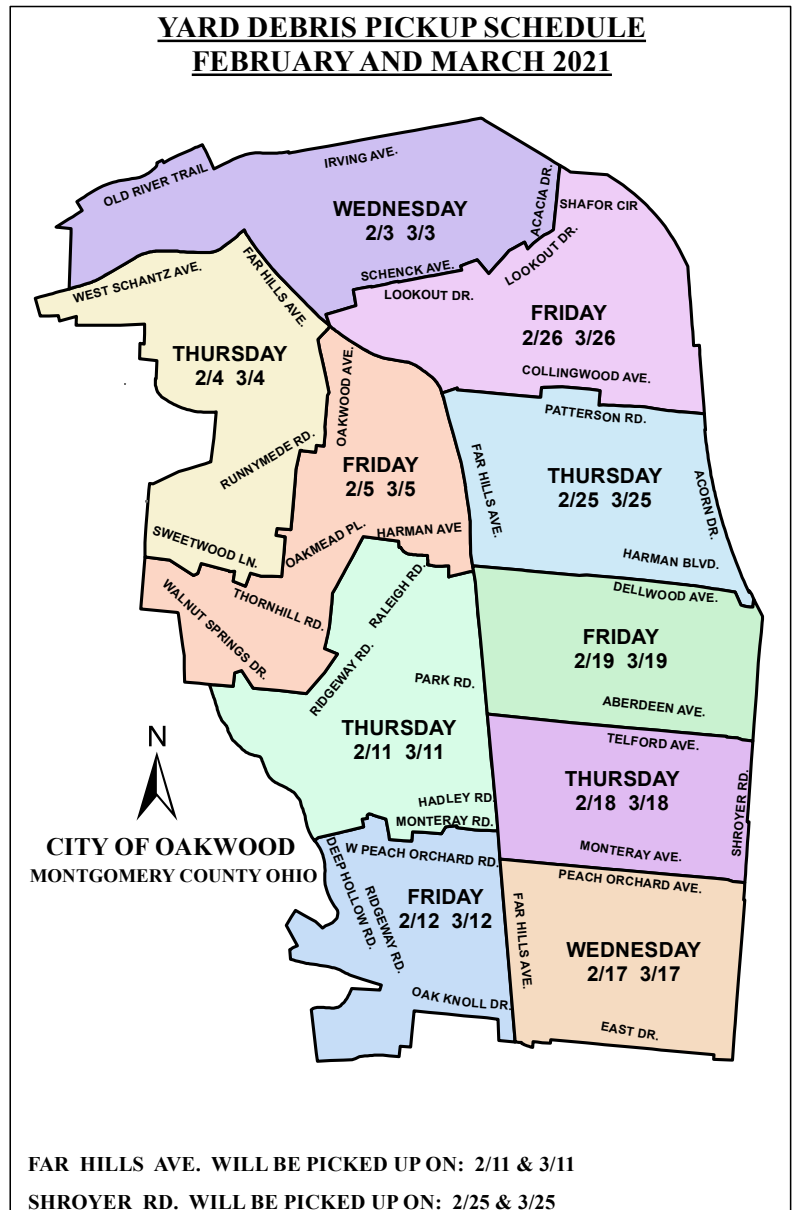 YARD DEBRIS PICKUP SCHEDULE
FEBRUARY AND MARCH 2021
OLD RIVER TRAIL
IRVING AVE.
ACACIA DR.
SHAFOR CIR
WEDNESDAY
2/3 3/3
WEST SCHANTZ AVE.
FAR HILLS AVE.
SCHENCK AVE.
LOOKOUT DR.
LOOKOUT DR.
FRIDAY
2/26 3/26
COLLINGWOOD AVE.
THURSDAY
2/4 3/4
RUNNYMEDE RD.
SWEETWOOD LN.
OAKWOOD AVE.
FRIDAY
2/5 3/5
OAKMEAD PL.
HARMAN AVE
THORNHILL RD.
WALNUT SPRINGS DR.
PATTERSON RD.
FAR HILLS AVE.
THURSDAY
2/25 3/25
ACORN DR.
HARMAN BLVD.
DELLWOOD AVE.
FRIDAY
2/19 3/19
ABERDEEN AVE.
RALEIGH RD.
RIDGEWAY RD.
PARK RD.
THURSDAY
2/11 3/11
HADLEY RD.
MONTERAY RD.
TELFORD AVE.
THURSDAY
2/18 3/18
SHROYER RD.
MONTERAY AVE.
N
CITY OF OAKWOOD
MONTGOMERY COUNTY OHIO
W PEACH ORCHARD RD.
DEEP HOLLOW RD.
RIDGEWAY RD.
FRIDAY
2/12 3/12
OAK KNOLL DR.
PEACH ORCHARD AVE.
FAR HILLS AVE.
WEDNESDAY
2/17 3/17
EAST DR.
FAR HILLS AVE. WILL BE PICKED UP ON: 2/11 & 3/11
SHROYER RD. WILL BE PICKED UP ON: 2/25 & 3/25